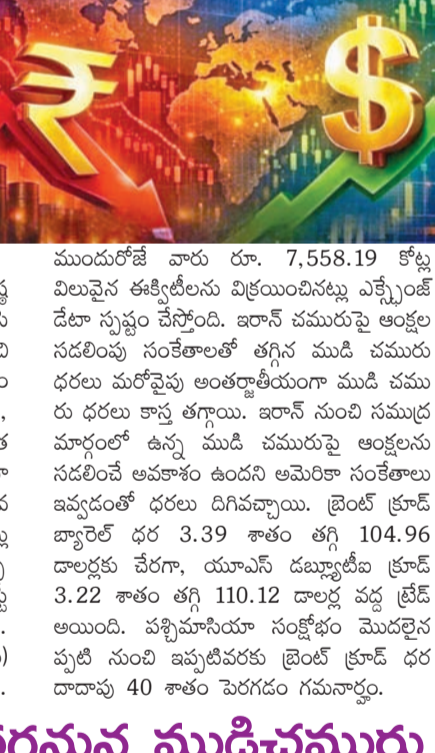 ముందురోజే వారు రూ. 7,558.19 కోట్ల
విలువైన ఈక్విటీలను విక్రయించినట్లు ఎక్స్ఛేంజ్
డేటా స్పష్టం చేస్తోంది. ఇరాన్ చమురుపై ఆంక్షల
సడలింపు సంకేతాలతో తగ్గిన ముడి చమురు
ధరలు మరోవైపు అంతర్జాతీయంగా ముడి చము
రు ధరలు కాస్త తగ్గాయి. ఇరాన్ నుంచి సముద్ర
మార్గంలో ఉన్న ముడి చమురుపై ఆంక్షలను
సడలించే అవకాశం ఉందని అమెరికా సంకేతాలు
ఇవ్వడంతో ధరలు దిగివచ్చాయి. బ్రెంట్ క్రూడ్
బ్యారెల్ ధర 3.39 శాతం తగ్గి 104.96
డాలర్లకు చేరగా, యూఎస్ డబ్ల్యూటీఐ క్రూడ్
3.22 శాతం తగ్గి 110.12 డాలర్ల వద్ద ట్రేడ్
అయింది. పశ్చిమాసియా సంక్షోభం మొదలైన
ప్పటి నుంచి ఇప్పటివరకు బ్రెంట్ క్రూడ్ ధర
దాదాపు 40 శాతం పెరగడం గమనార్హం.